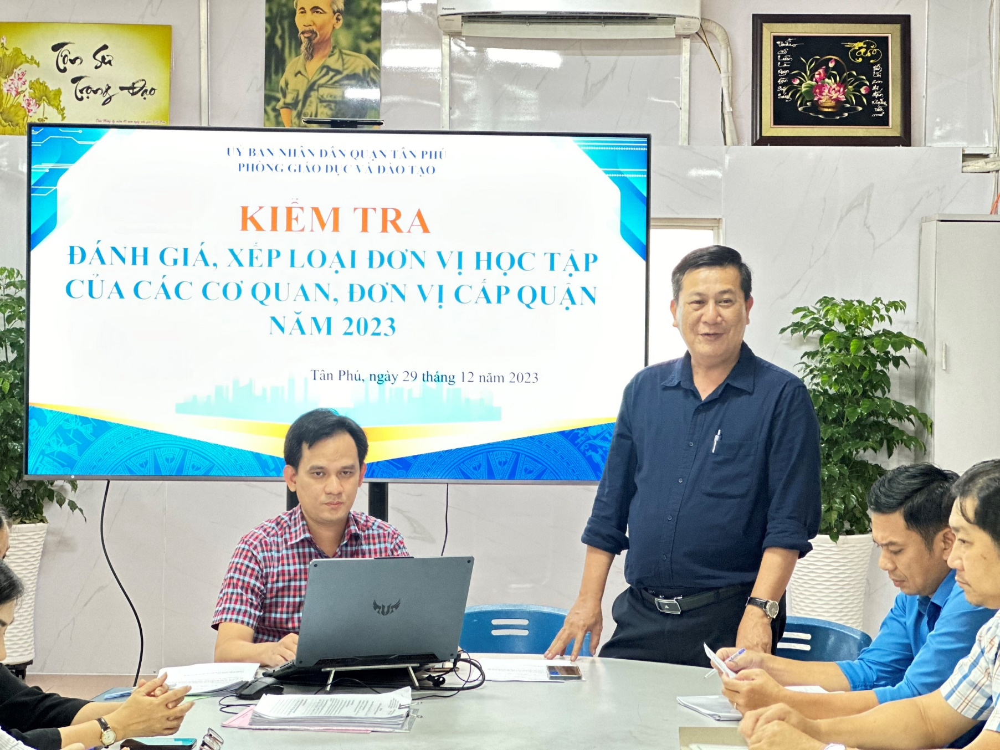 Tôn Sư
Trọng Đạo
Panasonic
UỶ BAN NHÂN DÂN QUẬN TÂN PHÚ
PHÒNG GIÁO DỤC VÀ ĐÀO TẠO
KIỂM TRA
ĐÁNH GIÁ, XẾP LOẠI ĐƠN VỊ HỌC TẬP
CỦA CÁC CƠ QUAN, ĐƠN VỊ CẤP QUẬN
NĂM 2023
Tân Phú, ngày 29 tháng 12 năm 2023